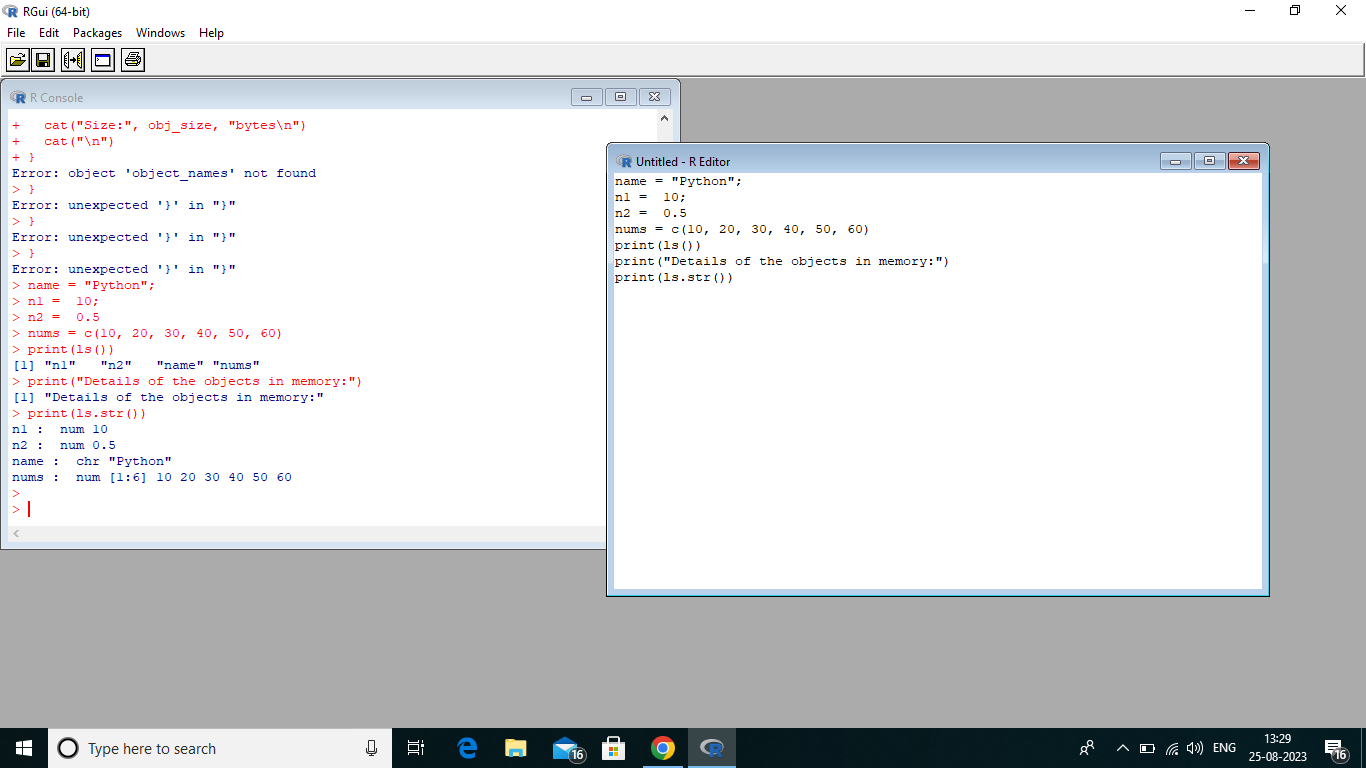 RGui (64-bit)
File Edit Packages Windows Help
R Console
+   cat("Size:", obj_size, "bytes\n")
+   cat("\n")
+ }
Error: object 'object_names' not found
> }
Error: unexpected '}' in "}"
> }
Error: unexpected '}' in "}"
> }
Error: unexpected '}' in "}"
> name = "Python";
> n1 =  10;
> n2 =  0.5
> nums = c(10, 20, 30, 40, 50, 60)
> print(ls())
[1] "n1"   "n2"   "name" "nums"
> print("Details of the objects in memory:")
[1] "Details of the objects in memory:"
> print(ls.str())
n1 :  num 10
n2 :  num 0.5
name :  chr "Python"
nums :  num [1:6] 10 20 30 40 50 60
>
>
Untitled - R Editor
name = "Python";
n1 =  10;
n2 =  0.5
nums = c(10, 20, 30, 40, 50, 60)
print(ls())
print("Details of the objects in memory:")
print(ls.str())
Type here to search
16
ENG
13:29
25-08-2023
16